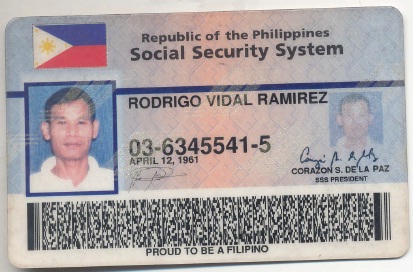 Republic of the Philippines
Social Security System
RODRIGO VIDAL RAMIREZ
03-6345541-5
APRIL 12, 1961
CORAZON S. DE LA PAZ
SSS PRESIDENT
PROUD TO BE A FILIPINO